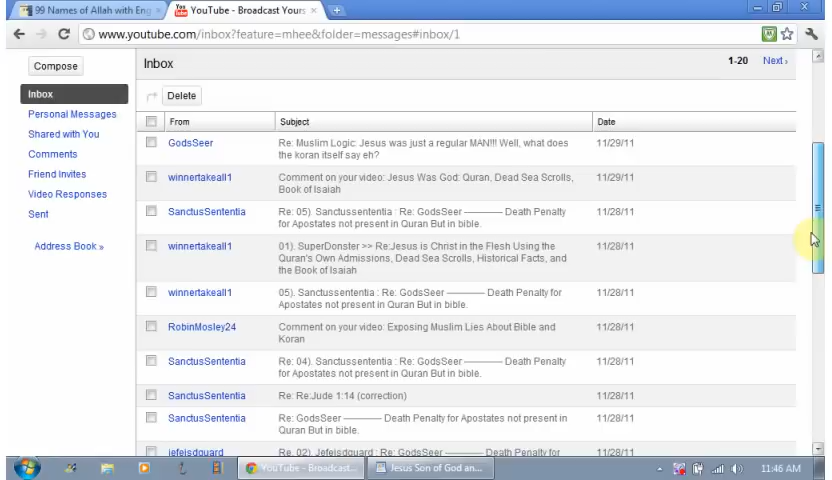 99 Names of Allah with Eng
YouTube - Broadcast Yours
www.youtube.com/inbox?feature=mhee&folder=messages#inbox/1
Compose
Inbox
1-20
Next ›
Inbox
Personal Messages
Shared with You
Comments
Friend Invites
Video Responses
Sent
Address Book »
Delete
From Subject Date
GodsSeer Re: Muslim Logic: Jesus was just a regular MAN!!! Well, what does 11/29/11
the koran itself say eh?
winnertakeall1 Comment on your video: Jesus Was God: Quran, Dead Sea Scrolls, 11/29/11
Book of Isaiah
SanctusSententia Re: 05). Sanctussententia : Re: GodsSeer ---------- Death Penalty 11/28/11
for Apostates not present in Quran But in bible.
winnertakeall1 01). SuperDonster >> Re:Jesus is Christ in the Flesh Using the 11/28/11
Quran's Own Admissions, Dead Sea Scrolls, Historical Facts, and
the Book of Isaiah
winnertakeall1 05). Sanctussententia : Re: GodsSeer ---------- Death Penalty for 11/28/11
Apostates not present in Quran But in bible.
RobinMosley24 Comment on your video: Exposing Muslim Lies About Bible and 11/28/11
Koran
SanctusSententia Re: 04). Sanctussententia : Re: GodsSeer ---------- Death Penalty 11/28/11
for Apostates not present in Quran But in bible.
SanctusSententia Re: Re:Jude 1:14 (correction) 11/28/11
SanctusSententia Re: GodsSeer ---------- Death Penalty for Apostates not present in 11/28/11
Quran But in bible.
jefeisdguard Re: 02). Jefeisdguard : Re: GodsSeer ---------- Death Penalty for 11/28/11
YouTube - Broadcast...
Jesus Son of God an...
11:46 AM